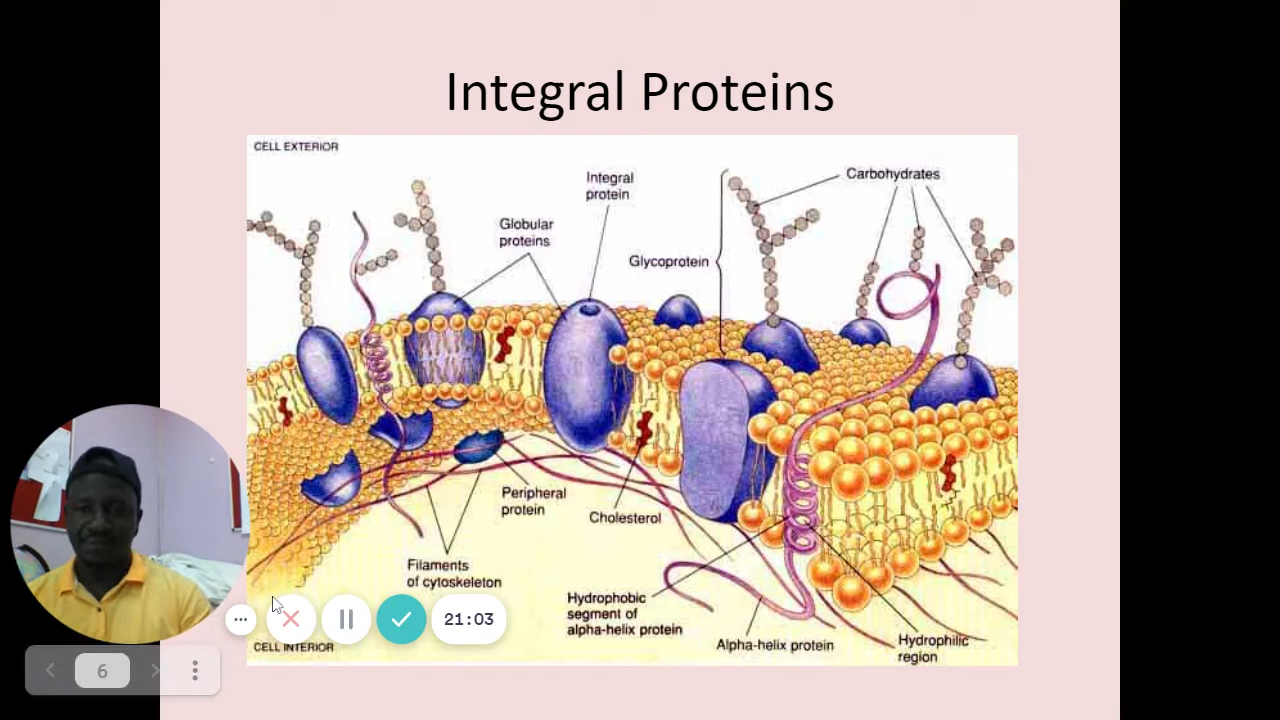 Integral Proteins
CELL EXTERIOR
Integral
protein
Carbohydrates
Globular
proteins
Glycoprotein
Peripheral
protein
Cholesterol
Filaments
of cytoskeleton
Hydrophobic
segment of
alpha-helix protein
Alpha-helix protein
Hydrophilic
region
CELL INTERIOR
21:03
6